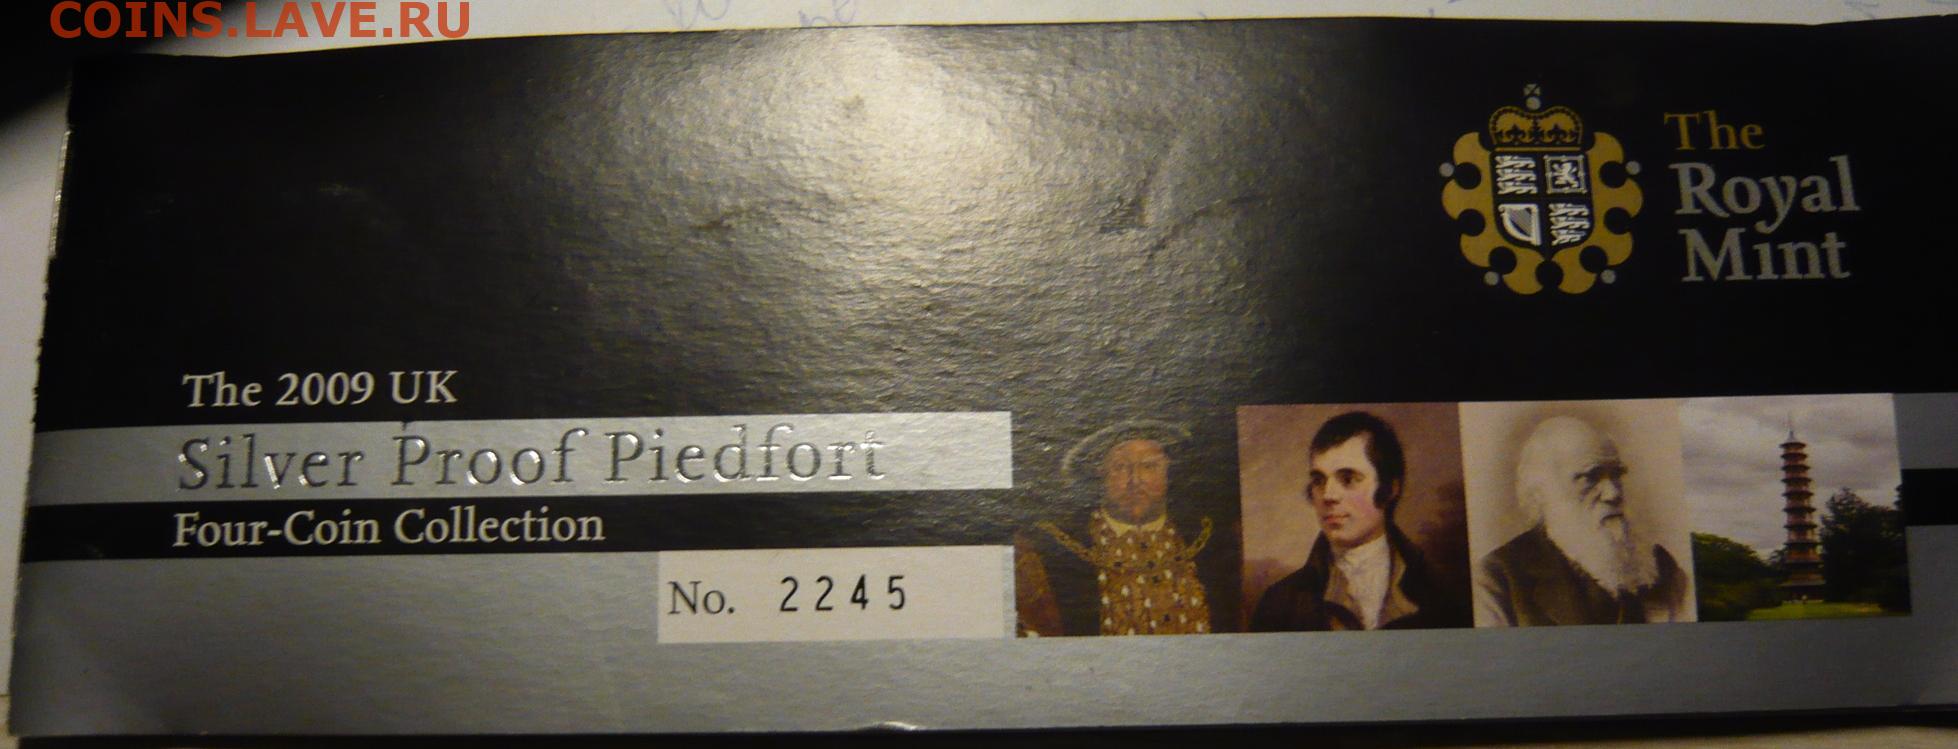 COINS.LAVE.RU
The
Royal
Mint
The 2009 UK
Silver Proof Piedfort
Four-Coin Collection
No. 2245